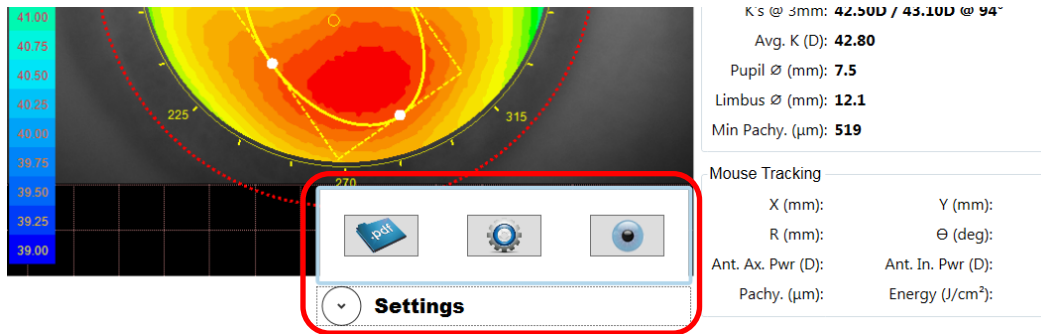 41.00
40.75
40.50
40.25
40.00
39.75
39.50
39.25
39.00
225
270
315
.pdf
Settings
K's @ 3mm: 42.50D / 43.10D @ 94°
Avg. K (D): 42.80
Pupil Ø (mm): 7.5
Limbus Ø (mm): 12.1
Min Pachy. (μm): 519
Mouse Tracking
X (mm): Y (mm):
R (mm): Θ (deg):
Ant. Ax. Pwr (D): Ant. In. Pwr (D):
Pachy. (μm): Energy (J/cm²):